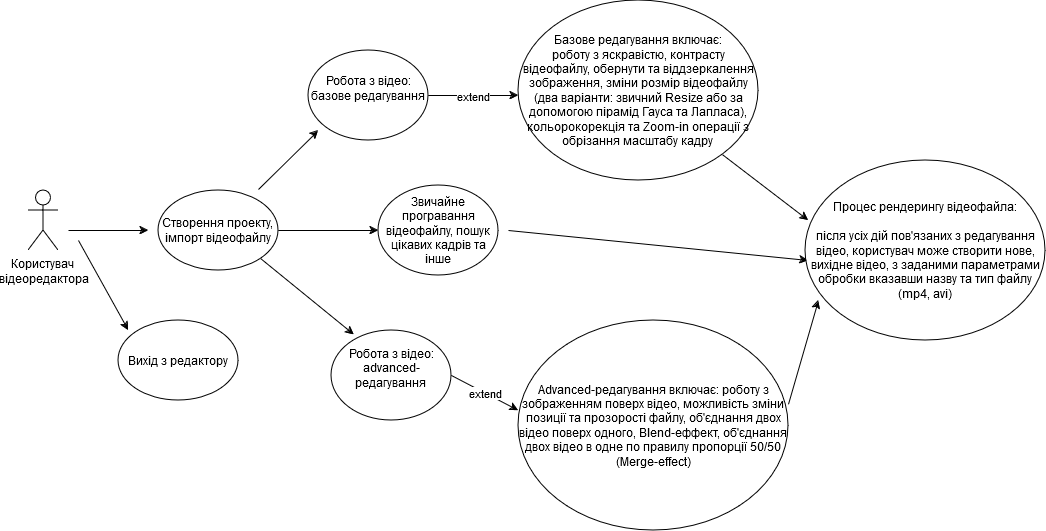 Користувач
відеоредактора
Вихід з редактору
Створення проекту,
імпорт відеофайлу
Робота з відео:
базове редагування
extend
Базове редагування включає:
роботу з яскравістю, контрасту
відеофайлу, обернути та віддзеркалення
зображення, зміни розмір відеофайлу
(два варіанти: звичний Resize або за
допомогою пірамід Гауса та Лапласа),
кольорокорекція та Zoom-in операції з
обрізання масштабу кадру
Звичайне
програвання
відеофайлу, пошук
цікавих кадрів та
інше
Робота з відео:
advanced-
редагування
extend
Advanced-редагування включає: роботу з
зображенням поверх відео, можливість зміни
позиції та прозорості файлу, об'єднання двох
відео поверх одного, Blend-еффект, об'єднання
двох відео в одне по правилу пропорції 50/50
(Merge-effect)
Процес рендерингу відеофайла:
після усіх дій пов'язаних з редагування
відео, користувач може створити нове,
вихідне відео, з заданими параметрами
обробки вказавши назву та тип файлу
(mp4, avi)